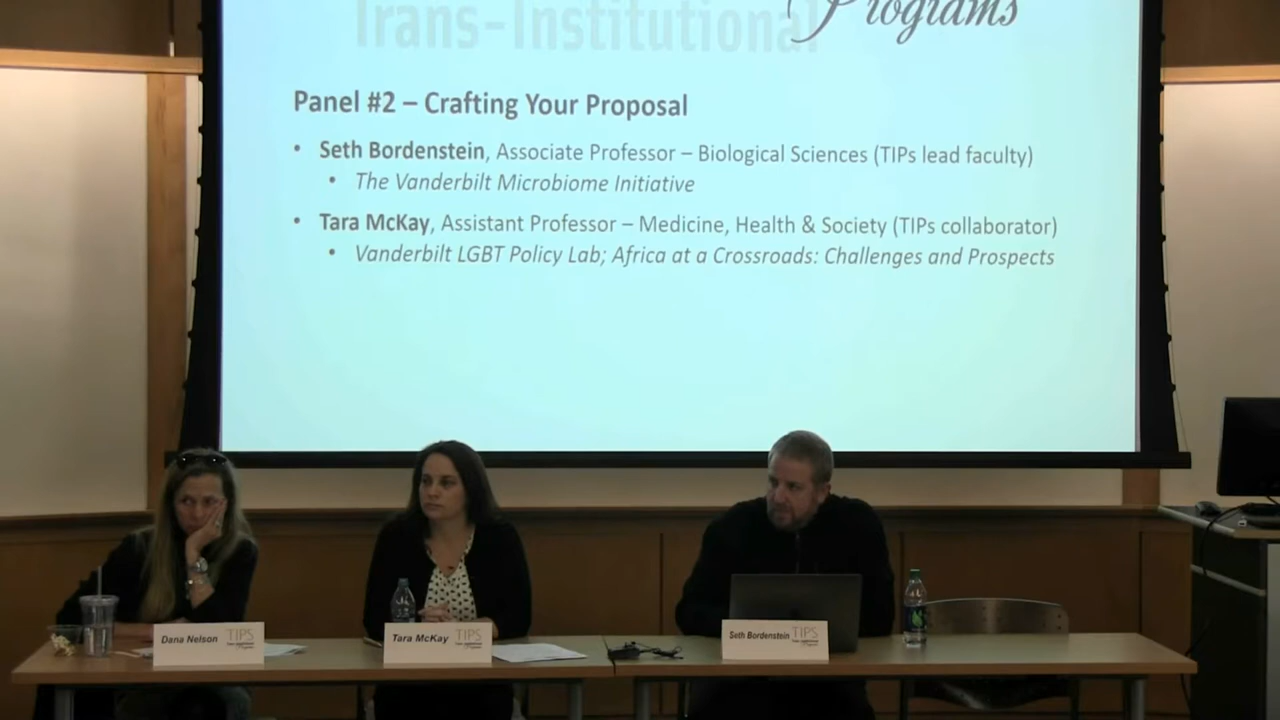 Trans-Institutional Programs
Panel #2 – Crafting Your Proposal
• Seth Bordenstein, Associate Professor – Biological Sciences (TIPs lead faculty)
• The Vanderbilt Microbiome Initiative
• Tara McKay, Assistant Professor – Medicine, Health & Society (TIPs collaborator)
• Vanderbilt LGBT Policy Lab; Africa at a Crossroads: Challenges and Prospects
Dana Nelson TIPS
Tara McKay TIPS
Seth Bordenstein TIPS